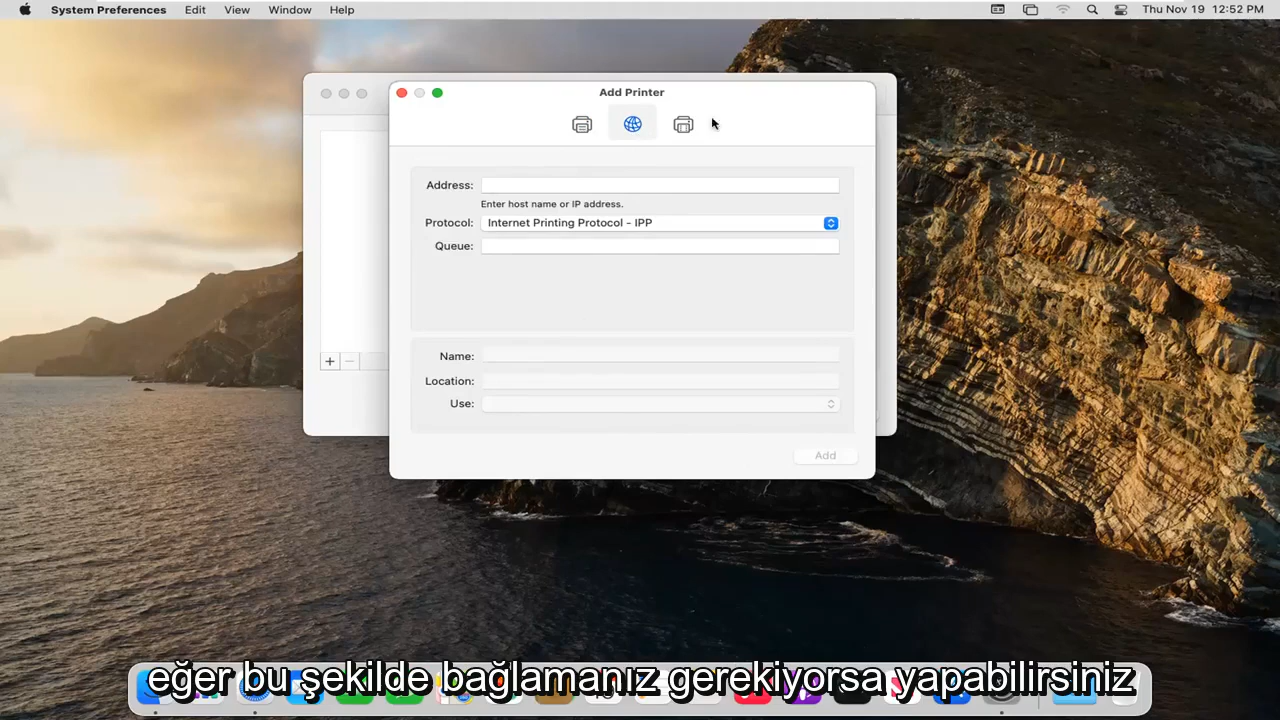 System Preferences Edit View Window Help Thu Nov 19 12:52 PM
Add Printer
Address:
Enter host name or IP address.
Protocol: Internet Printing Protocol – IPP
Queue:
Name:
Location:
Use:
Add
eğer bu şekilde bağlamanız gerekiyorsa yapabilirsiniz